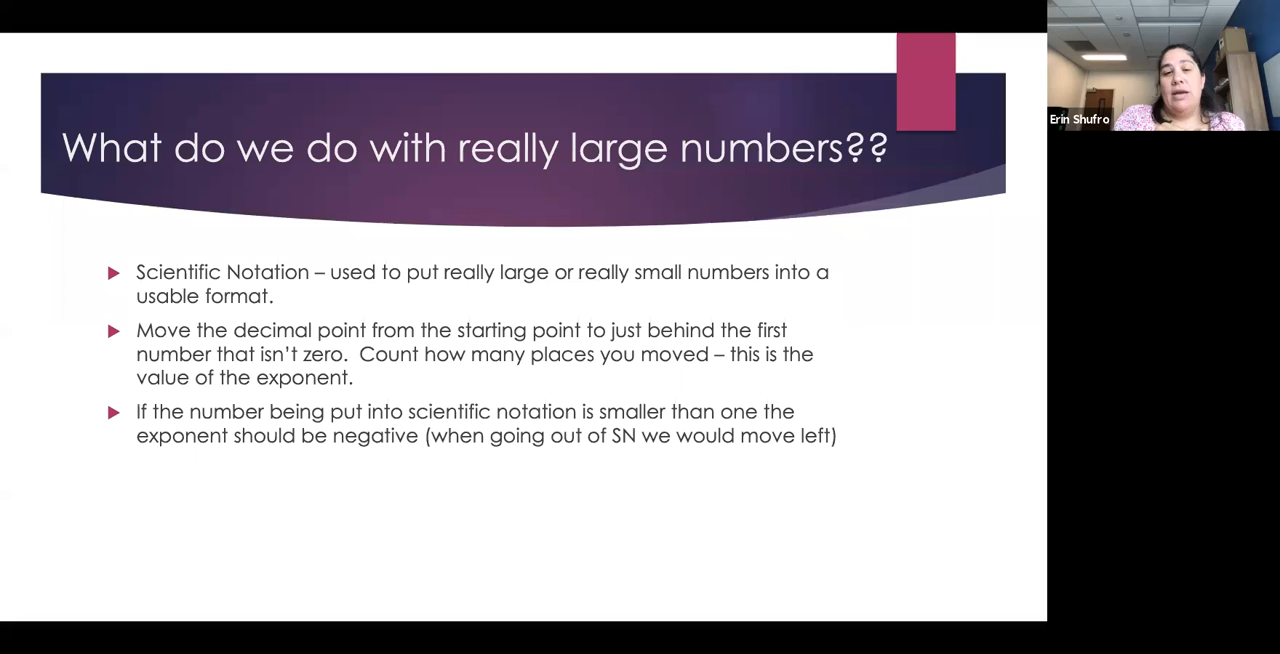 What do we do with really large numbers??
Erin Shufro
Scientific Notation – used to put really large or really small numbers into a
usable format.
Move the decimal point from the starting point to just behind the first
number that isn't zero.  Count how many places you moved – this is the
value of the exponent.
If the number being put into scientific notation is smaller than one the
exponent should be negative (when going out of SN we would move left)